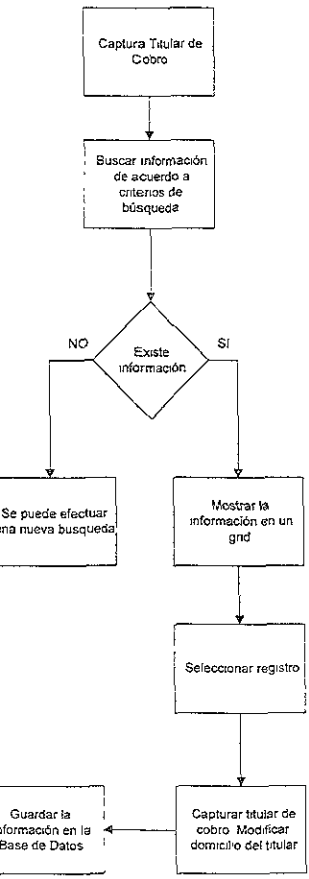 Captura Titular de
Cobro
Buscar información
de acuerdo a
criterios de
búsqueda
Existe
información
NO
SI
Se puede efectuar
una nueva busqueda
Mostrar la
información en un
grid
Seleccionar registro
Capturar titular de
cobro Modificar
domicilio del titular
Guardar la
información en la
Base de Datos